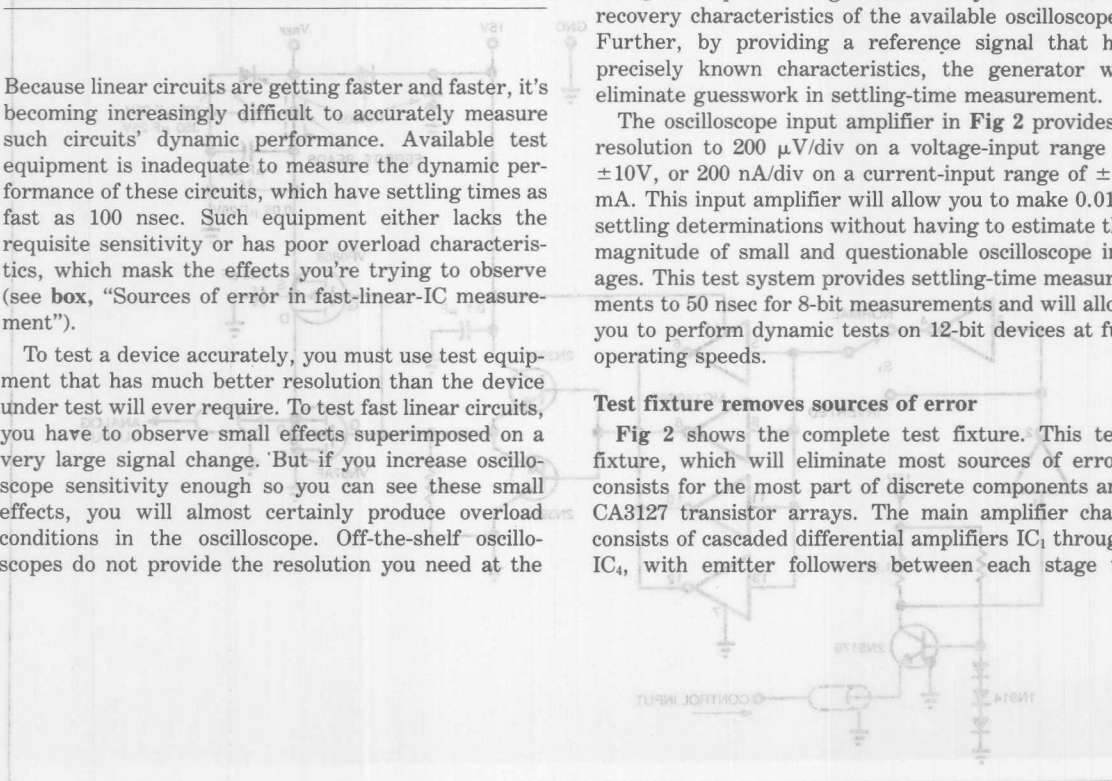 Because linear circuits are getting faster and faster, it's
becoming increasingly difficult to accurately measure
such circuits' dynamic performance. Available test
equipment is inadequate to measure the dynamic per-
formance of these circuits, which have settling times as
fast as 100 nsec. Such equipment either lacks the
requisite sensitivity or has poor overload characteris-
tics, which mask the effects you're trying to observe
(see box, "Sources of error in fast-linear-IC measure-
ment").
To test a device accurately, you must use test equip-
ment that has much better resolution than the device
under test will ever require. To test fast linear circuits,
you have to observe small effects superimposed on a
very large signal change. But if you increase oscillo-
scope sensitivity enough so you can see these small
effects, you will almost certainly produce overload
conditions in the oscilloscope. Off-the-shelf oscillo-
scopes do not provide the resolution you need at the
recovery characteristics of the available oscilloscope
Further, by providing a reference signal that h
precisely known characteristics, the generator w
eliminate guesswork in settling-time measurement.
The oscilloscope input amplifier in Fig 2 provides
resolution to 200 μV/div on a voltage-input range
±10V, or 200 nA/div on a current-input range of ±
mA. This input amplifier will allow you to make 0.01
settling determinations without having to estimate t
magnitude of small and questionable oscilloscope i
ages. This test system provides settling-time measur
ments to 50 nsec for 8-bit measurements and will allo
you to perform dynamic tests on 12-bit devices at f
operating speeds.
Test fixture removes sources of error
Fig 2 shows the complete test fixture. This te
fixture, which will eliminate most sources of erro
consists for the most part of discrete components a
CA3127 transistor arrays. The main amplifier cha
consists of cascaded differential amplifiers IC₁ throug
IC₄, with emitter followers between each stage